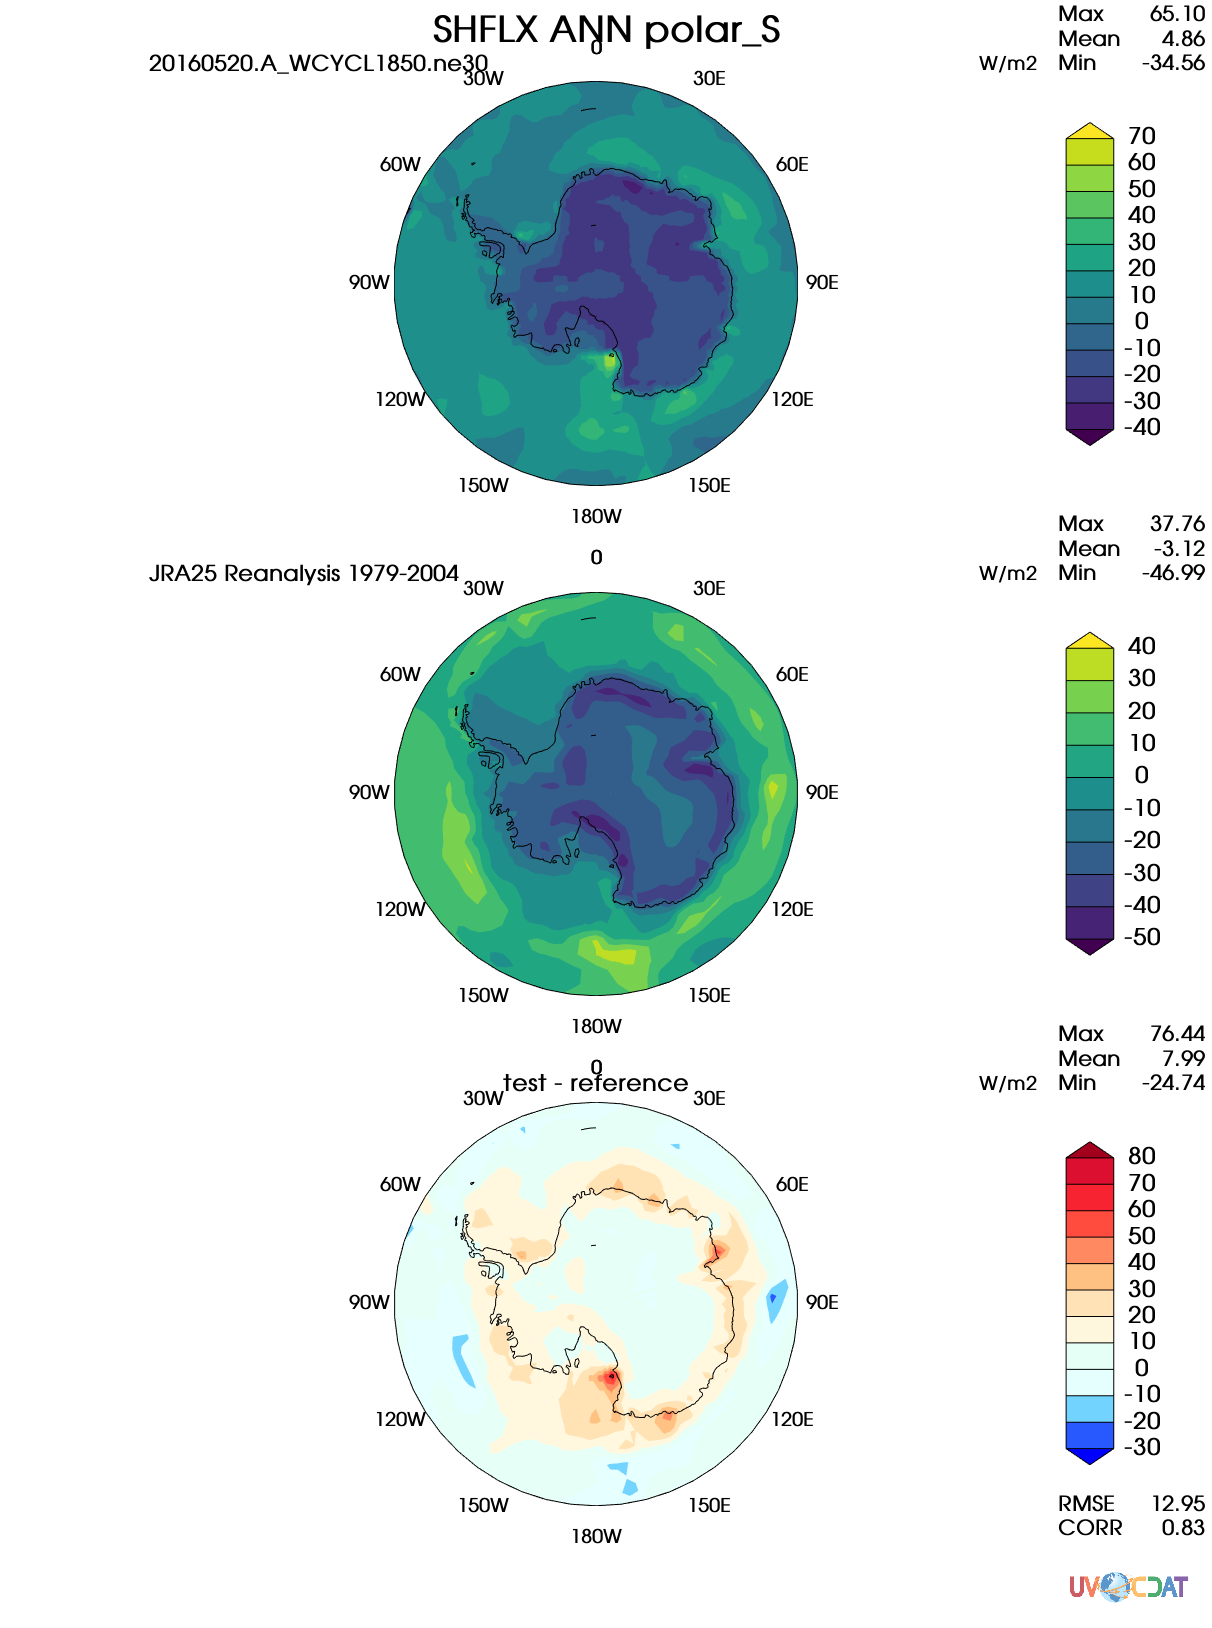 SHFLX ANN polar_S
20160520.A_WCYCL1850.ne30
W/m2
Max 65.10
Mean 4.86
Min -34.56
0
30W 30E
60W 60E
90W 90E
120W 120E
150W 150E
180W
70
60
50
40
30
20
10
0
-10
-20
-30
-40
JRA25 Reanalysis 1979-2004
W/m2
Max 37.76
Mean -3.12
Min -46.99
0
30W 30E
60W 60E
90W 90E
120W 120E
150W 150E
180W
40
30
20
10
0
-10
-20
-30
-40
-50
test - reference
W/m2
Max 76.44
Mean 7.99
Min -24.74
0
30W 30E
60W 60E
90W 90E
120W 120E
150W 150E
180W
80
70
60
50
40
30
20
10
0
-10
-20
-30
RMSE 12.95
CORR 0.83
UV CDAT